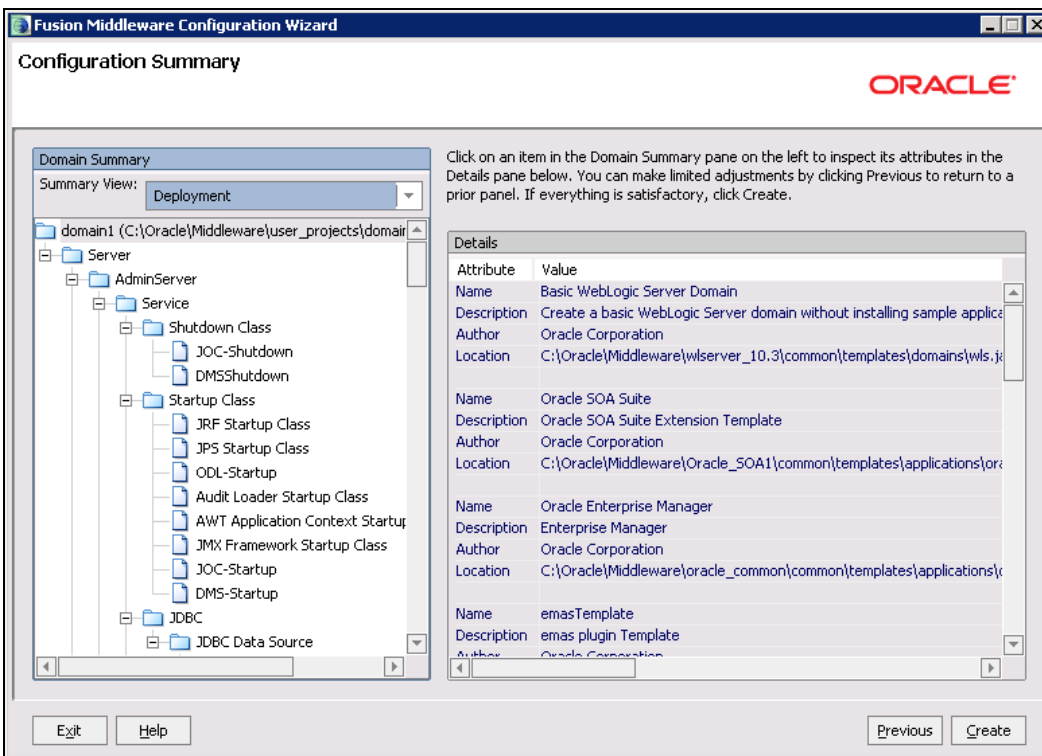 Fusion Middleware Configuration Wizard
Configuration Summary
ORACLE
Domain Summary
Summary View:
Deployment
domain1 (C:\Oracle\Middleware\user_projects\domain
Server
AdminServer
Service
Shutdown Class
JOC-Shutdown
DMSShutdown
Startup Class
JRF Startup Class
JPS Startup Class
ODL-Startup
Audit Loader Startup Class
AWT Application Context Startup
JMX Framework Startup Class
JOC-Startup
DMS-Startup
JDBC
JDBC Data Source
Click on an item in the Domain Summary pane on the left to inspect its attributes in the
Details pane below. You can make limited adjustments by clicking Previous to return to a
prior panel. If everything is satisfactory, click Create.
Details
Attribute Value
Name Basic WebLogic Server Domain
Description Create a basic WebLogic Server domain without installing sample applica
Author Oracle Corporation
Location C:\Oracle\Middleware\wlserver_10.3\common\templates\domains\wls.ja
Name Oracle SOA Suite
Description Oracle SOA Suite Extension Template
Author Oracle Corporation
Location C:\Oracle\Middleware\Oracle_SOA1\common\templates\applications\ora
Name Oracle Enterprise Manager
Description Enterprise Manager
Author Oracle Corporation
Location C:\Oracle\Middleware\oracle_common\common\templates\applications\o
Name emasTemplate
Description emas plugin Template
Author Oracle Corporation
Exit Help Previous Create